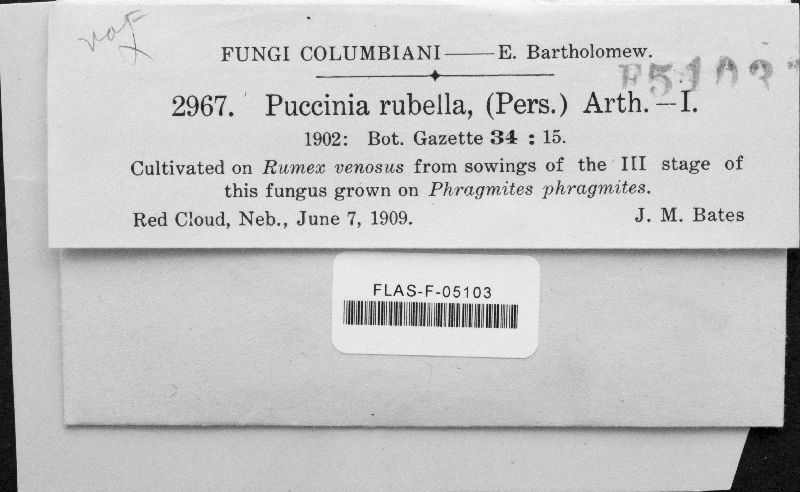 FUNGI COLUMBIANI — E. Bartholomew.
2967. Puccinia rubella, (Pers.) Arth. — I.
1902: Bot. Gazette 34 : 15.
Cultivated on Rumex venosus from sowings of the III stage of
this fungus grown on Phragmites phragmites.
Red Cloud, Neb., June 7, 1909. J. M. Bates
FLAS-F-05103